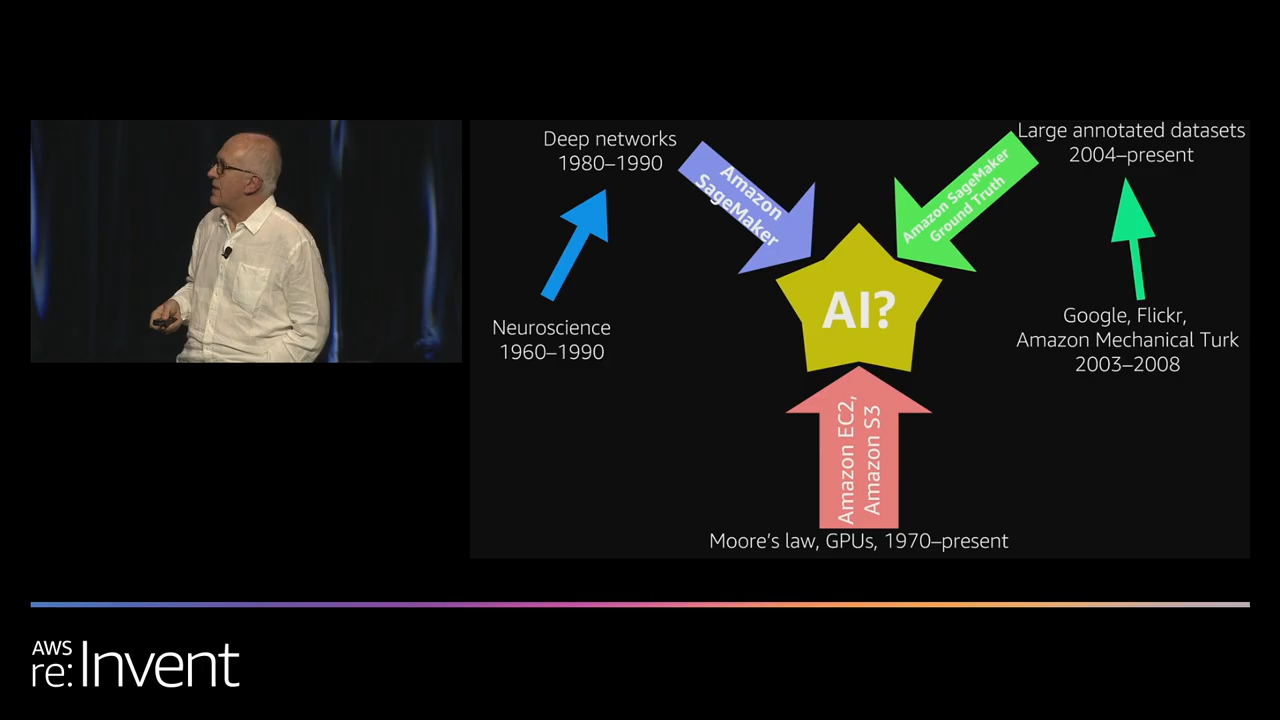 Deep networks
1980–1990
Large annotated datasets
2004–present
Amazon
SageMaker
Amazon SageMaker
Ground Truth
AI?
Neuroscience
1960–1990
Google, Flickr,
Amazon Mechanical Turk
2003–2008
Amazon EC2,
Amazon S3
Moore’s law, GPUs, 1970–present
AWS
re:Invent